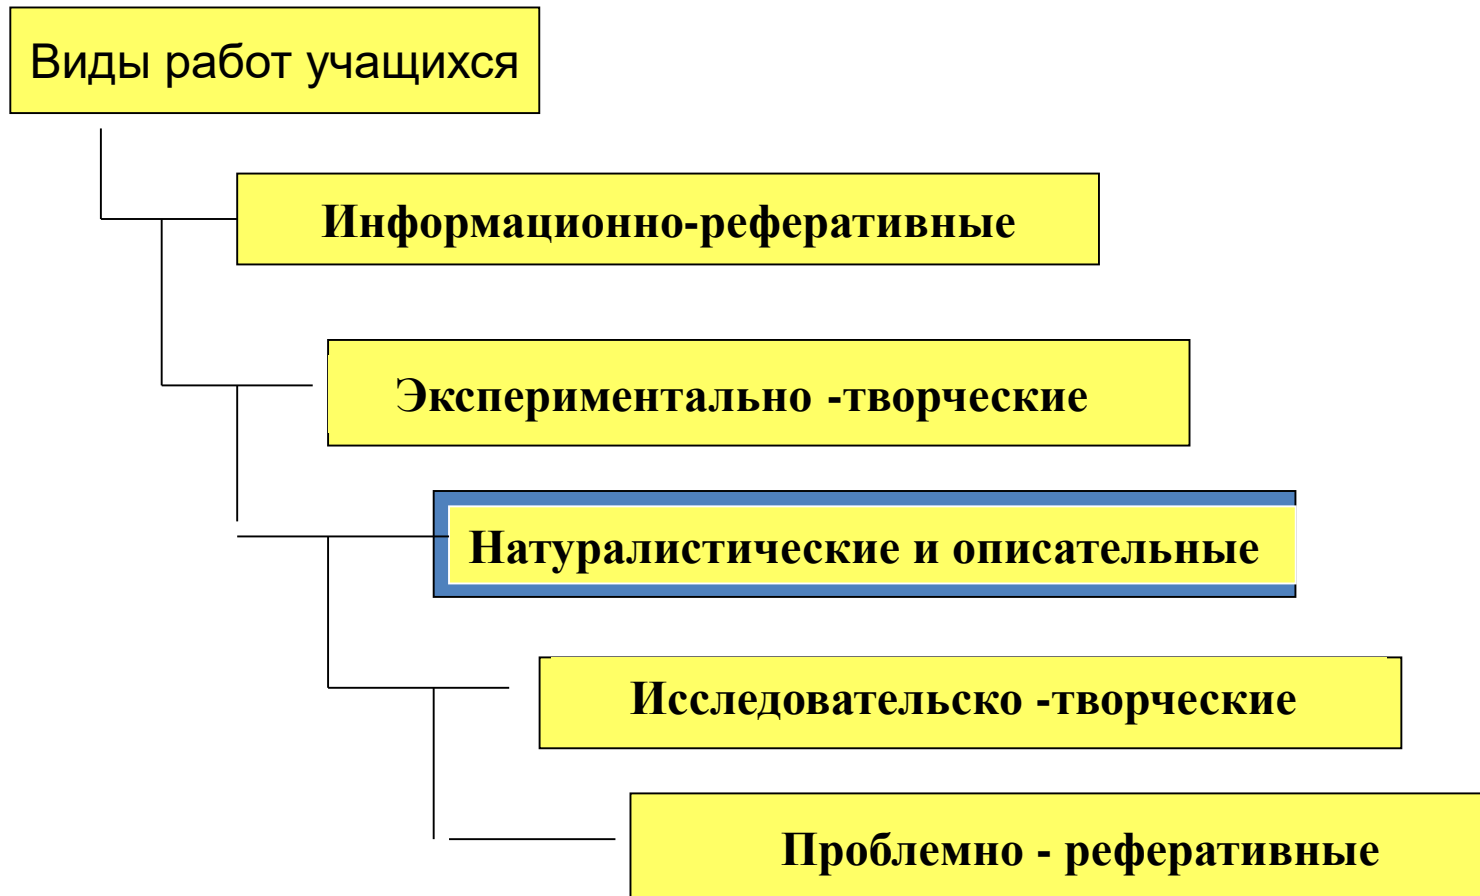 Виды работ учащихся
Информационно-реферативные
Экспериментально -творческие
Натуралистические и описательные
Исследовательско -творческие
Проблемно - реферативные